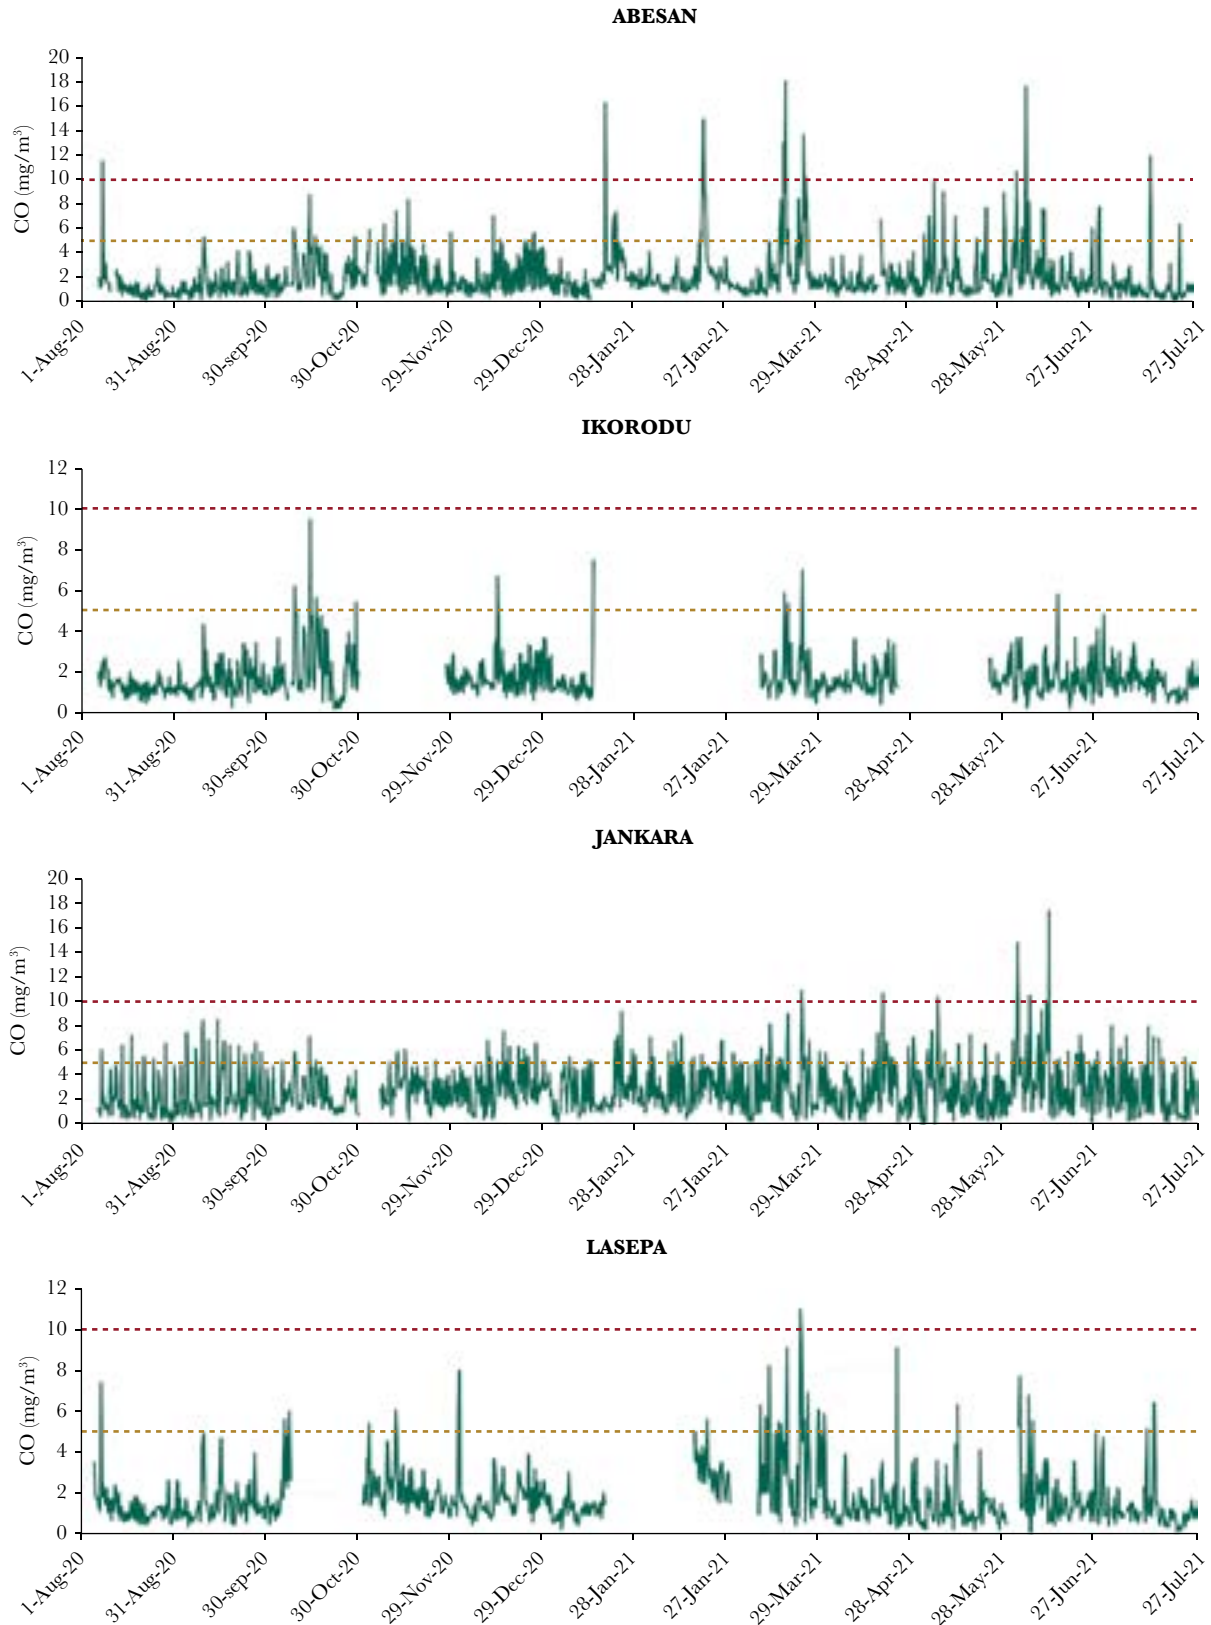 ABESAN
CO (mg/m³)
20
18
16
14
12
10
8
6
4
2
0
1-Aug-20
31-Aug-20
30-sep-20
30-Oct-20
29-Nov-20
29-Dec-20
28-Jan-21
27-Jan-21
29-Mar-21
28-Apr-21
28-May-21
27-Jun-21
27-Jul-21
IKORODU
CO (mg/m³)
12
10
8
6
4
2
0
1-Aug-20
31-Aug-20
30-sep-20
30-Oct-20
29-Nov-20
29-Dec-20
28-Jan-21
27-Jan-21
29-Mar-21
28-Apr-21
28-May-21
27-Jun-21
27-Jul-21
JANKARA
CO (mg/m³)
20
18
16
14
12
10
8
6
4
2
0
1-Aug-20
31-Aug-20
30-sep-20
30-Oct-20
29-Nov-20
29-Dec-20
28-Jan-21
27-Jan-21
29-Mar-21
28-Apr-21
28-May-21
27-Jun-21
27-Jul-21
LASEPA
CO (mg/m³)
12
10
8
6
4
2
0
1-Aug-20
31-Aug-20
30-sep-20
30-Oct-20
29-Nov-20
29-Dec-20
28-Jan-21
27-Jan-21
29-Mar-21
28-Apr-21
28-May-21
27-Jun-21
27-Jul-21